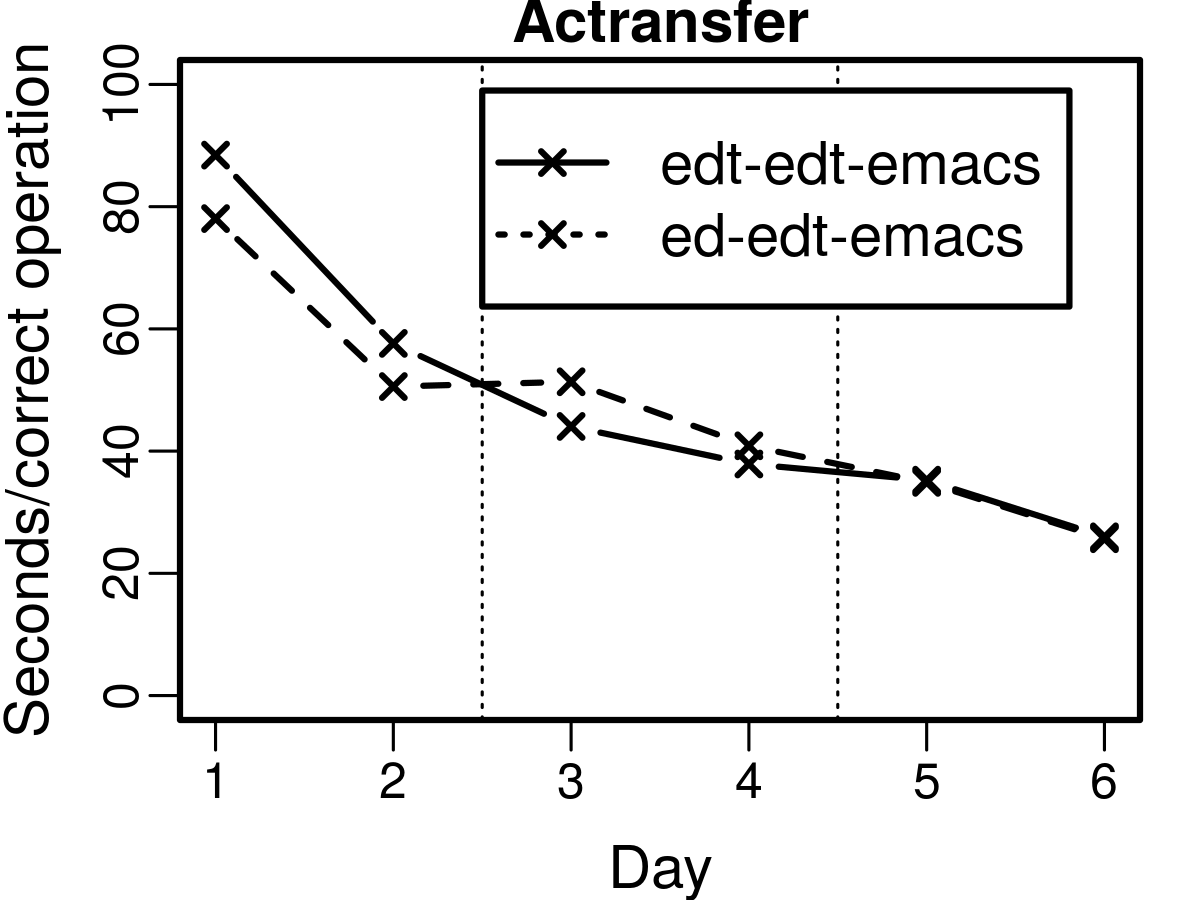 Actransfer
Seconds/correct operation
100
80
60
40
20
0
edt-edt-emacs
ed-edt-emacs
1 2 3 4 5 6
Day